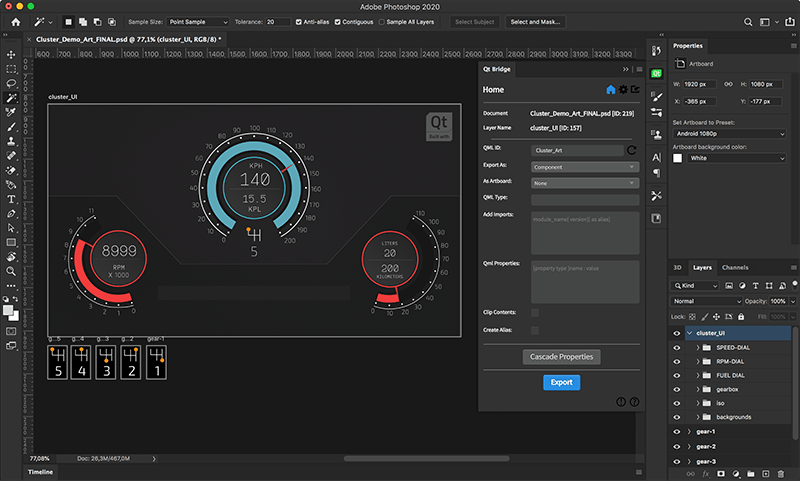 Adobe Photoshop 2020
Sample Size: Point Sample Tolerance: 20 Anti-alias Contiguous Sample All Layers Select Subject Select and Mask...
Cluster_Demo_Art_FINAL.psd @ 77,1% (cluster_UI, RGB/8) *
600 700 800 900 1000 1100 1200 1300 1400 1500 1600 1700 1800 1900 2000 2100 2200 2300 2400 2500 2600 2700 2800 2900 3000 3100 3200 3300
cluster_UI
Qt
Built with
0 10 20 30 40 50 60 70 80 90 100 110 120 130 140 150 160 170 180 190 200
KPH
140
15.5
KPL
5
11 10 9 8 7 6 5 4 3 2 1 0
8999
RPM
X 1000
110 100 90 80 70 60 50 40 30 20 10 0
LITERS
20
200
KILOMETERS
g...5 g...4 g...3 g...2 gear-1
5 4 3 2 1
77,08% Doc: 26,3M/467,0M
Timeline
Qt Bridge
Home
Document Cluster_Demo_Art_FINAL.psd [ID: 219]
Layer Name cluster_UI [ID: 157]
QML ID: Cluster_Art
Export As: Component
As Artboard: None
QML Type:
Add Imports: module_name[ version][ as alias]
Qml Properties: [property type ]name : value
Clip Contents:
Create Alias:
Cascade Properties
Export
Qt
Properties
Artboard
W: 1920 px H: 1080 px
X: -365 px Y: -177 px
Set Artboard to Preset:
Android 1080p
Artboard background color:
White
3D Layers Channels
Kind
Normal Opacity: 100%
Lock: Fill: 100%
cluster_UI
SPEED-DIAL
RPM-DIAL
FUEL DIAL
gearbox
iso
backgrounds
gear-1
gear-2
gear-3